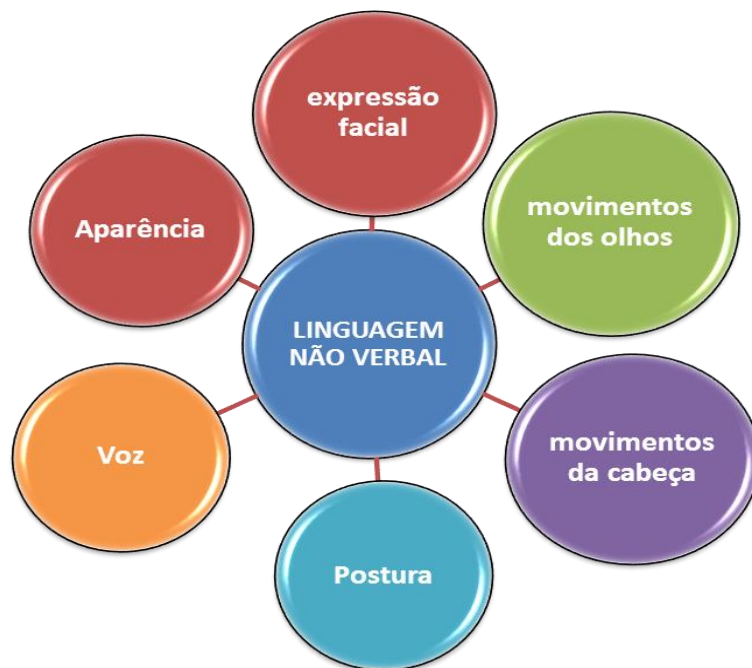 expressão
facial
Aparência
movimentos
dos olhos
LINGUAGEM
NÃO VERBAL
Voz
movimentos
da cabeça
Postura